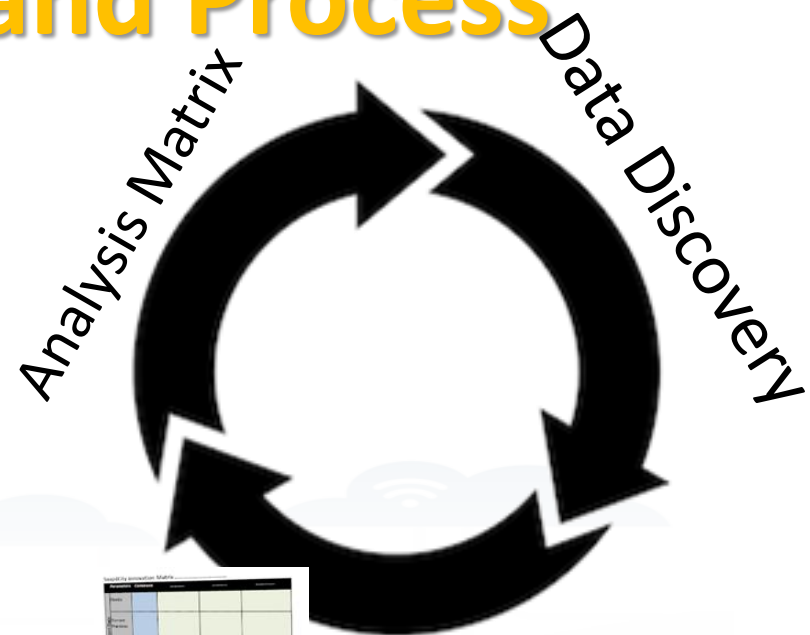 and Process
Analysis Matrix
Data Discovery